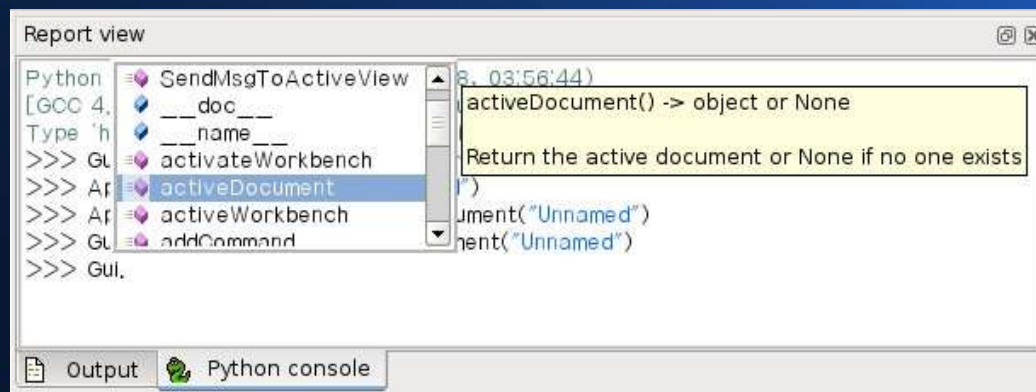 Report view
Python
8, 03:56:44)
[GCC 4.
Type 'h
>>> Gu
>>> Ap
")
>>> Ap
ument("Unnamed")
>>> Gu
ment("Unnamed")
>>> Gui.
SendMsgToActiveView
__doc__
__name__
activateWorkbench
activeDocument
activeWorkbench
addCommand
activeDocument() -> object or None
Return the active document or None if no one exists
Output
Python console